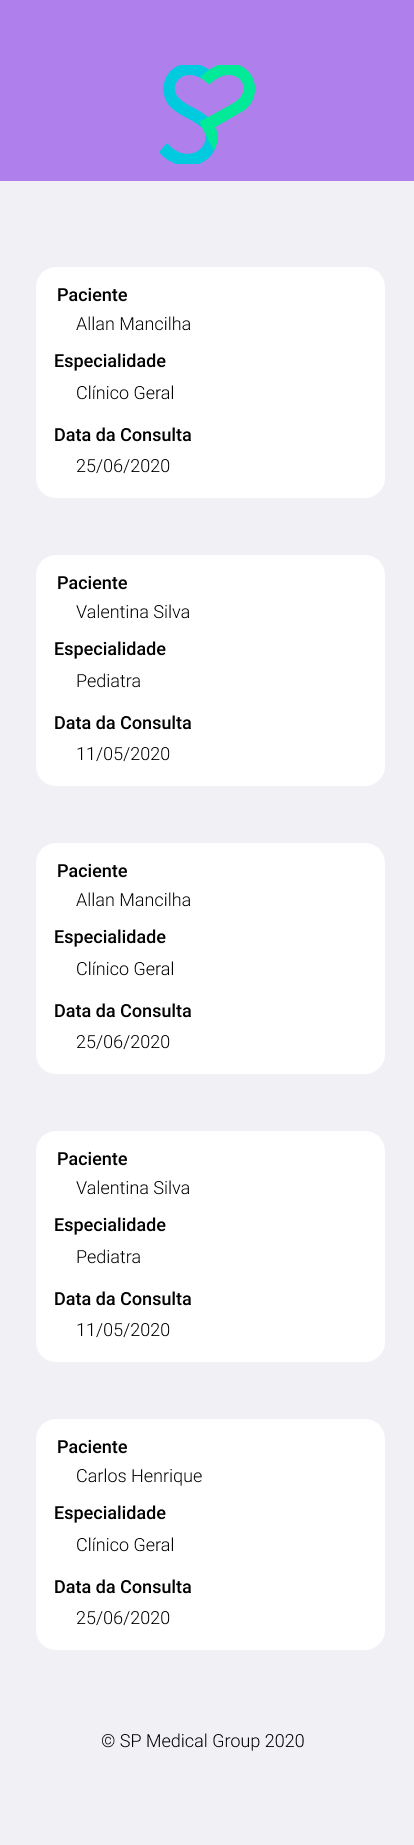 Paciente
Allan Mancilha
Especialidade
Clínico Geral
Data da Consulta
25/06/2020
Paciente
Valentina Silva
Especialidade
Pediatra
Data da Consulta
11/05/2020
Paciente
Allan Mancilha
Especialidade
Clínico Geral
Data da Consulta
25/06/2020
Paciente
Valentina Silva
Especialidade
Pediatra
Data da Consulta
11/05/2020
Paciente
Carlos Henrique
Especialidade
Clínico Geral
Data da Consulta
25/06/2020
© SP Medical Group 2020